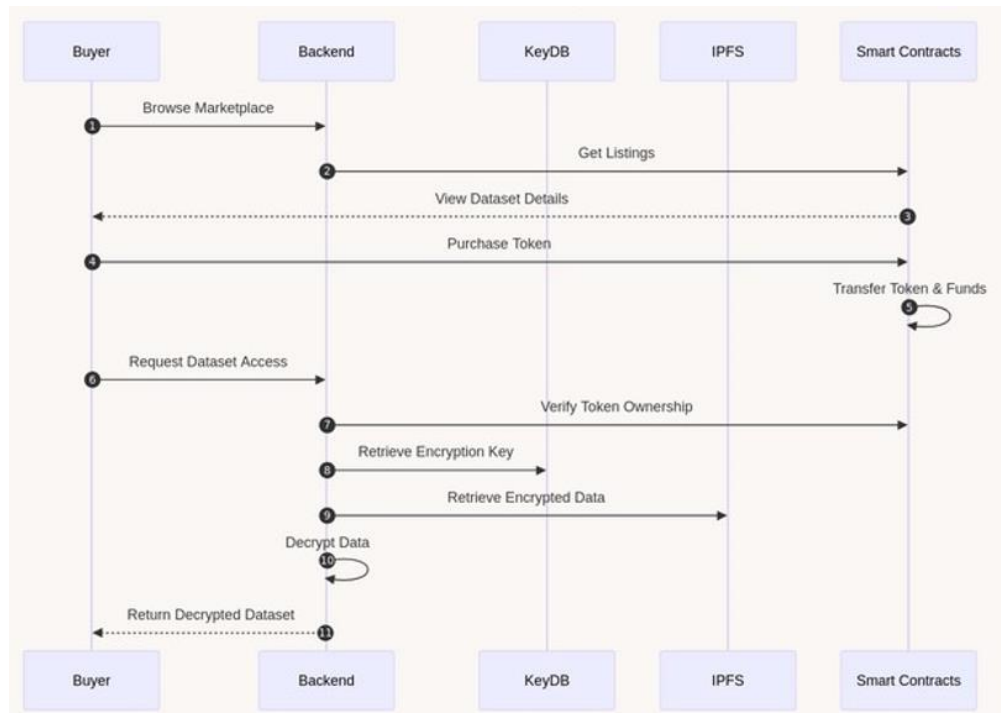 Buyer
Backend
KeyDB
IPFS
Smart Contracts
Browse Marketplace
1
Get Listings
2
View Dataset Details
3
Purchase Token
4
Transfer Token & Funds
5
Request Dataset Access
6
Verify Token Ownership
7
Retrieve Encryption Key
8
Retrieve Encrypted Data
9
Decrypt Data
10
Return Decrypted Dataset
11
Buyer
Backend
KeyDB
IPFS
Smart Contracts